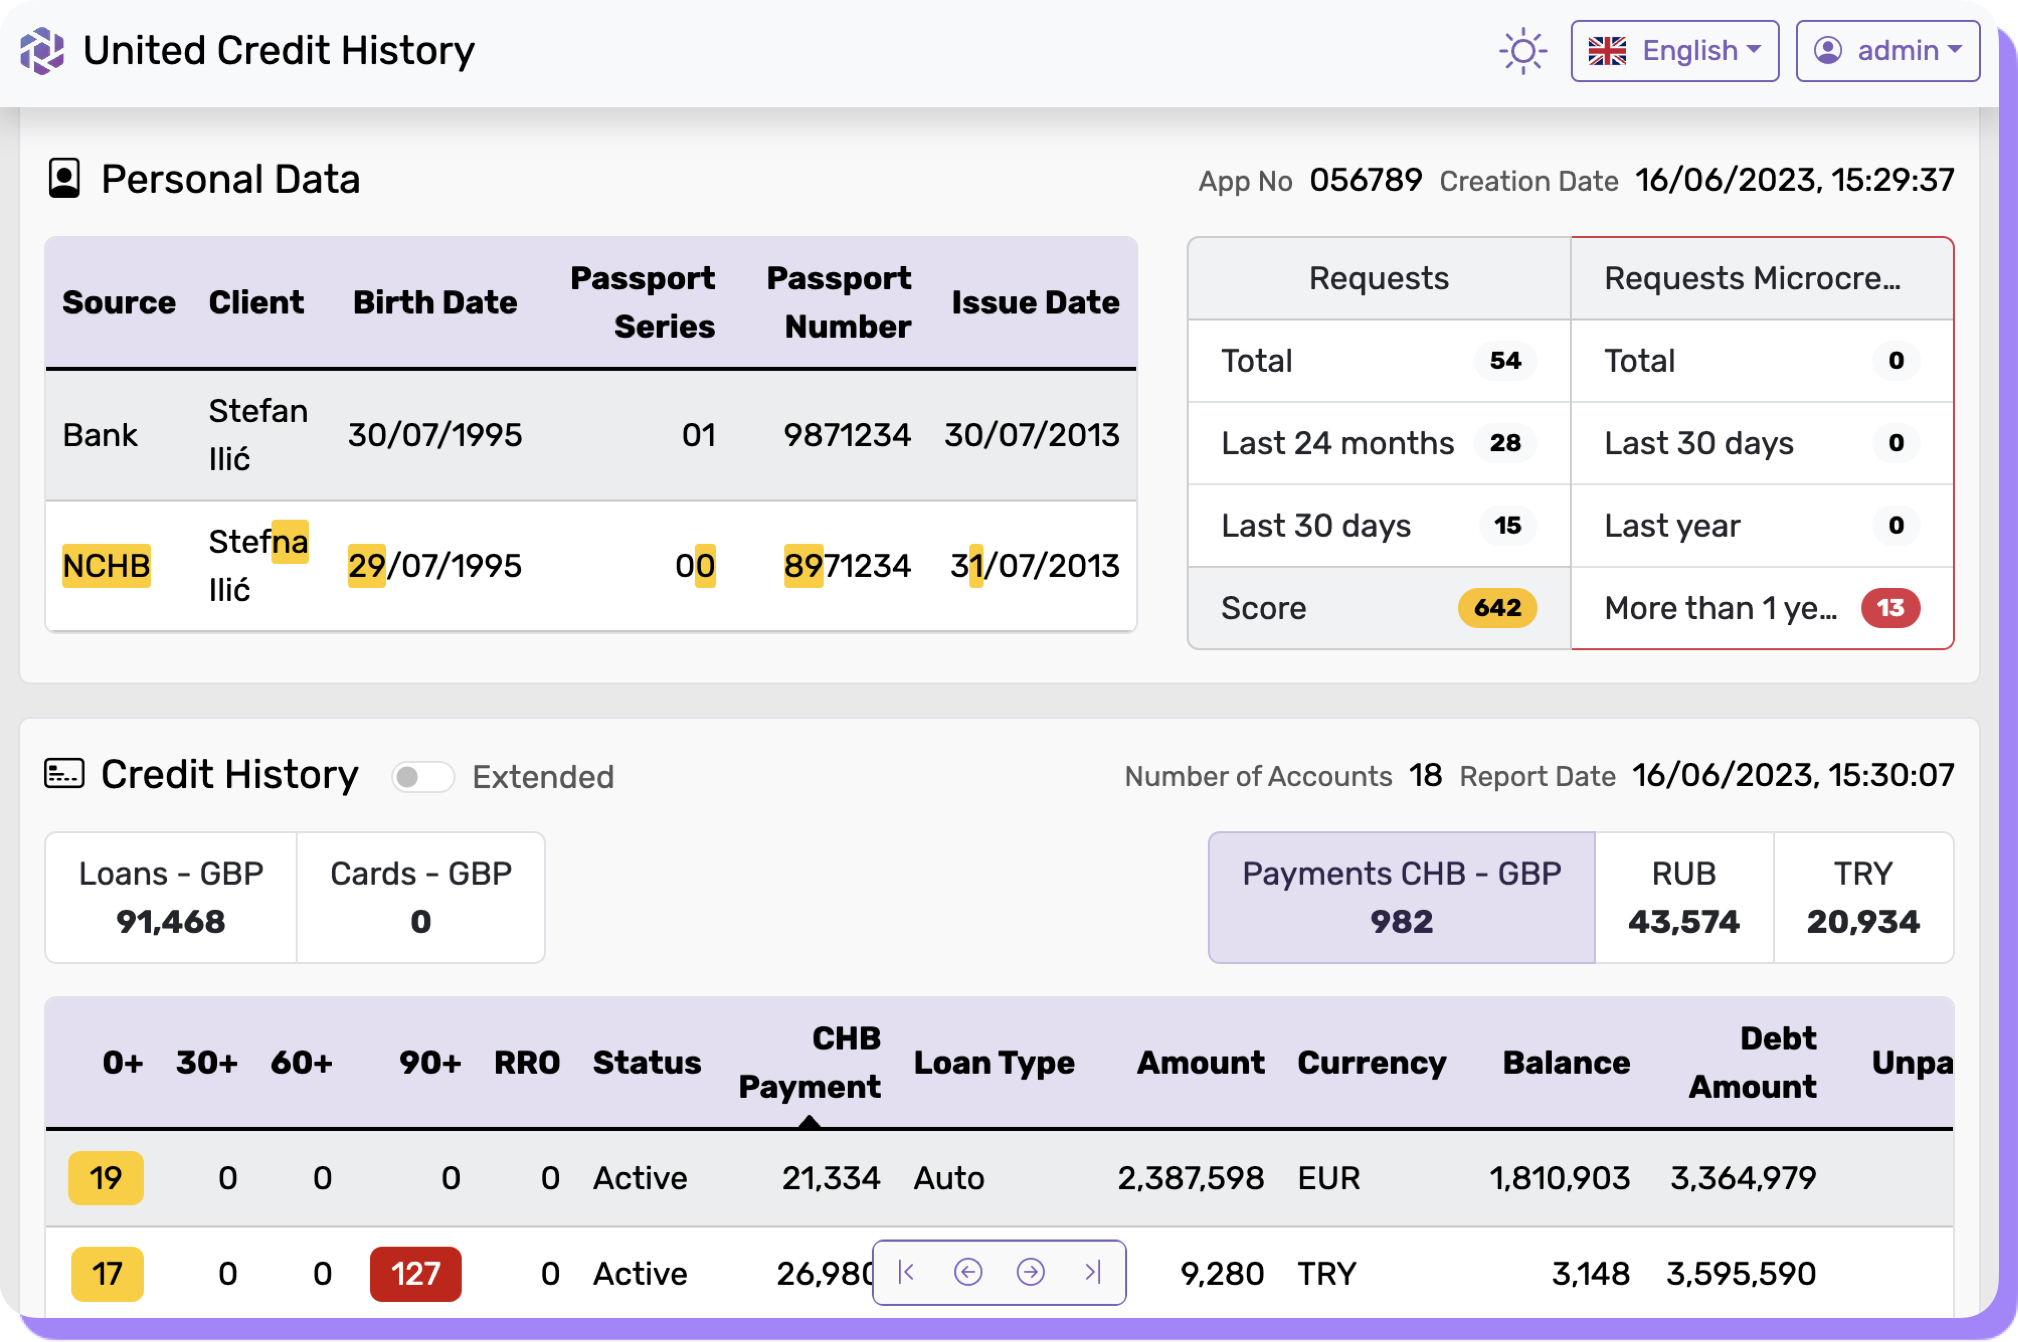 United Credit History
English
admin
Personal Data
App No 056789 Creation Date 16/06/2023, 15:29:37
Source Client Birth Date Passport Series Passport Number Issue Date
Bank Stefan Ilić 30/07/1995 01 9871234 30/07/2013
NCHB Stefna Ilić 29/07/1995 00 8971234 31/07/2013
Requests Requests Microcre...
Total 54 Total 0
Last 24 months 28 Last 30 days 0
Last 30 days 15 Last year 0
Score 642 More than 1 ye... 13
Credit History Extended
Number of Accounts 18 Report Date 16/06/2023, 15:30:07
Loans - GBP Cards - GBP
91,468 0
Payments CHB - GBP RUB TRY
982 43,574 20,934
0+ 30+ 60+ 90+ RRO Status CHB Payment Loan Type Amount Currency Balance Debt Amount Unpa
19 0 0 0 0 Active 21,334 Auto 2,387,598 EUR 1,810,903 3,364,979
17 0 0 127 0 Active 26,980 9,280 TRY 3,148 3,595,590